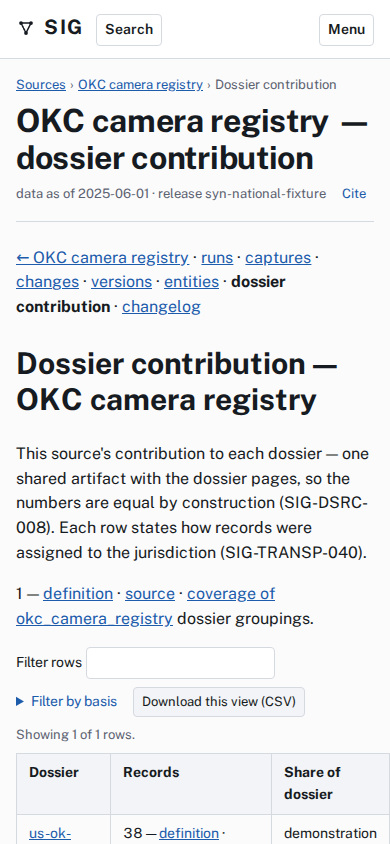 SIG
Search
Menu
Sources › OKC camera registry › Dossier contribution
OKC camera registry —
dossier contribution
data as of 2025-06-01 · release syn-national-fixture Cite
← OKC camera registry · runs · captures ·
changes · versions · entities · dossier
contribution · changelog
Dossier contribution —
OKC camera registry
This source's contribution to each dossier — one
shared artifact with the dossier pages, so the
numbers are equal by construction (SIG-DSRC-
008). Each row states how records were
assigned to the jurisdiction (SIG-TRANSP-040).
1 — definition · source · coverage of
okc_camera_registry dossier groupings.
Filter rows
▶ Filter by basis Download this view (CSV)
Showing 1 of 1 rows.
Dossier Records Share of
dossier
us-ok- 38 — definition · demonstration